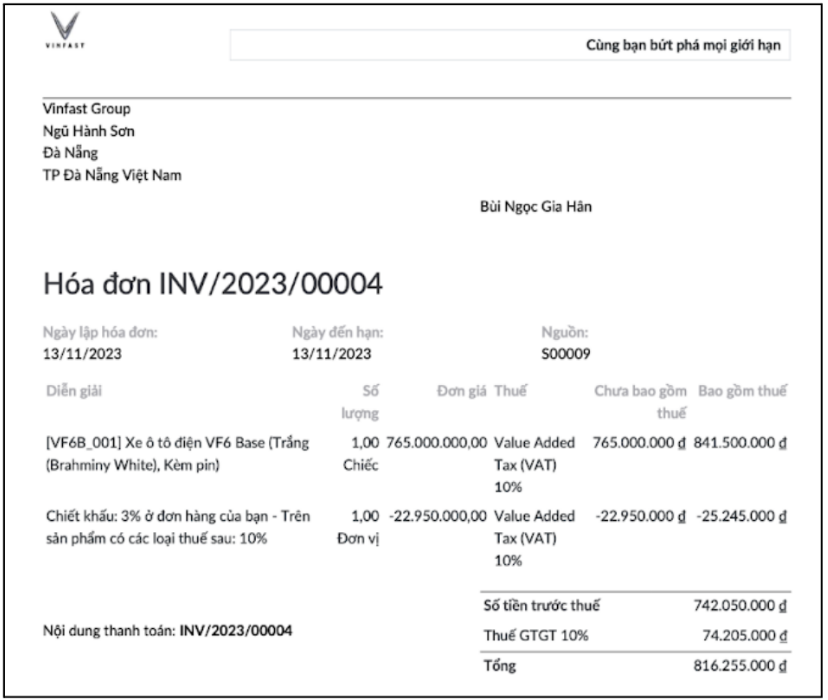 VINFAST
Cùng bạn bứt phá mọi giới hạn
Vinfast Group
Ngũ Hành Sơn
Đà Nẵng
TP Đà Nẵng Việt Nam
Bùi Ngọc Gia Hân
Hóa đơn INV/2023/00004
Ngày lập hóa đơn: Ngày đến hạn: Nguồn:
13/11/2023 13/11/2023 S00009
Diễn giải Số Đơn giá Thuế Chưa bao gồm Bao gồm thuế
lượng thuế
[VF6B_001] Xe ô tô điện VF6 Base (Trắng 1,00 765.000.000,00 Value Added 765.000.000 ₫ 841.500.000 ₫
(Brahminy White), Kèm pin) Chiếc Tax (VAT)
10%
Chiết khấu: 3% ở đơn hàng của bạn - Trên 1,00 -22.950.000,00 Value Added -22.950.000 ₫ -25.245.000 ₫
sản phẩm có các loại thuế sau: 10% Đơn vị Tax (VAT)
10%
Số tiền trước thuế 742.050.000 ₫
Nội dung thanh toán: INV/2023/00004 Thuế GTGT 10% 74.205.000 ₫
Tổng 816.255.000 ₫